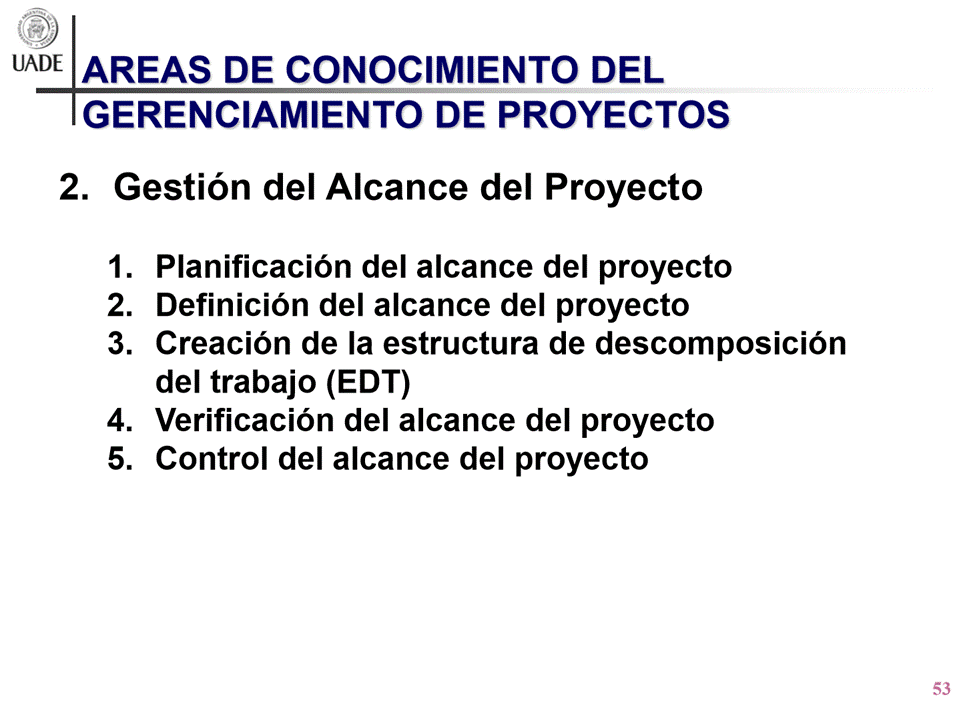 UADE
AREAS DE CONOCIMIENTO DEL
GERENCIAMIENTO DE PROYECTOS
2. Gestión del Alcance del Proyecto
1. Planificación del alcance del proyecto
2. Definición del alcance del proyecto
3. Creación de la estructura de descomposición
del trabajo (EDT)
4. Verificación del alcance del proyecto
5. Control del alcance del proyecto
53